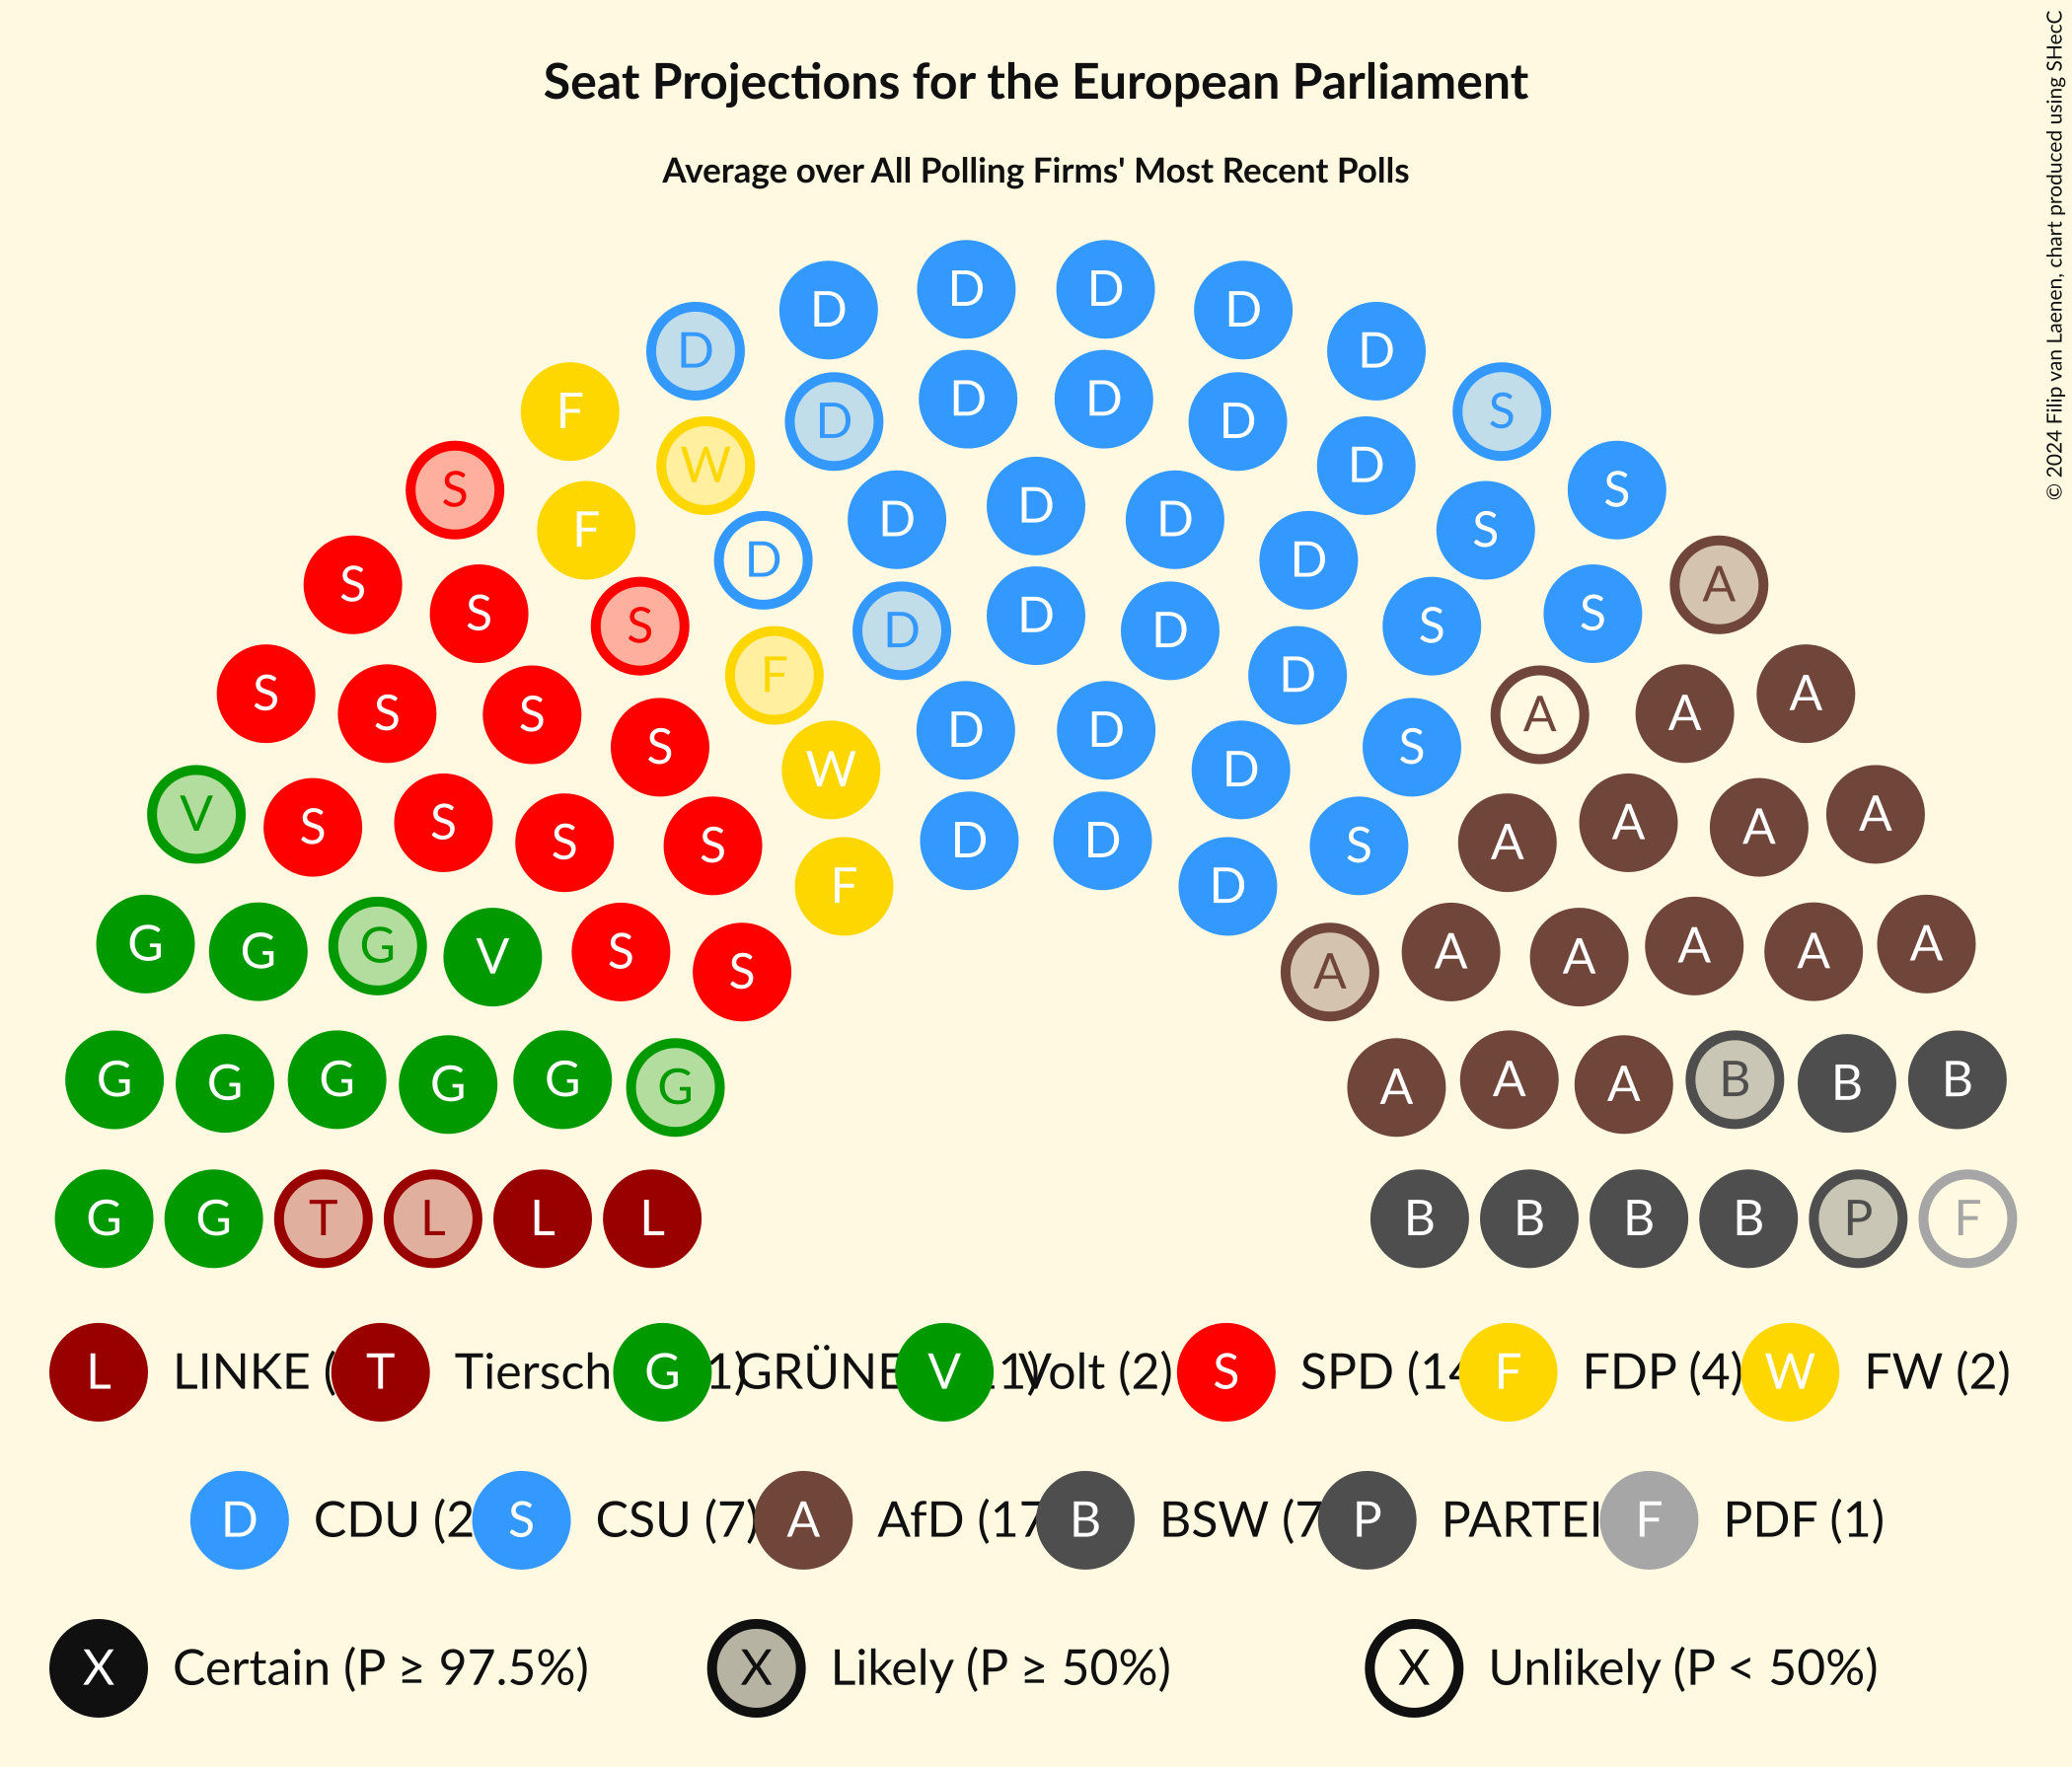 © 2024 Filip van Laenen, chart produced using SHecC
Seat Projections for the European Parliament
Average over All Polling Firms' Most Recent Polls
D D
D D
D D
F D D S
D D
W D
S D S
D D
F S
D D
S A
S D S
S D D S
F D
S A
S S A A
D D
S S
W D
V A
S S A A
S S D D S A
F D
G G G V S A A A A A
S A
G G G G G G A A A B B B
G G T L L L B B B B P F
L LINKE ( T Tiersch 1) G GRÜNE 1) V Volt (2) S SPD (14 F FDP (4) W FW (2)
D CDU (2 S CSU (7) A AfD (17 B BSW (7 P PARTEI F PDF (1)
X Certain (P ≥ 97.5%) X Likely (P ≥ 50%) X Unlikely (P < 50%)